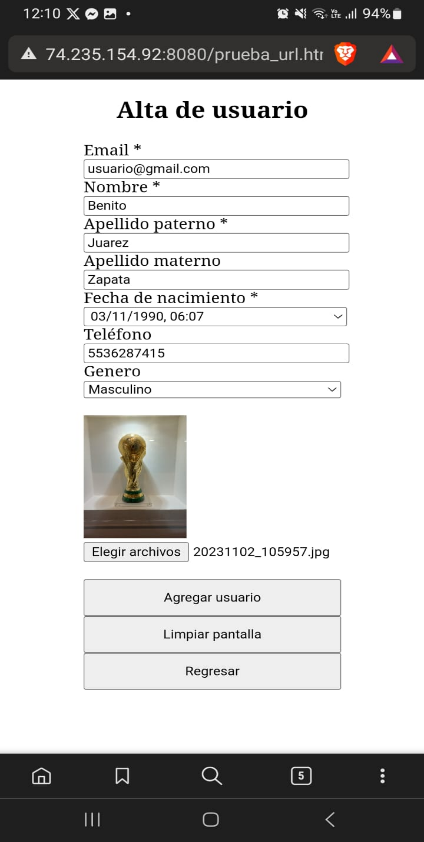 12:10
94%
74.235.154.92:8080/prueba_url.htr
Alta de usuario
Email *
usuario@gmail.com
Nombre *
Benito
Apellido paterno *
Juarez
Apellido materno
Zapata
Fecha de nacimiento *
03/11/1990, 06:07
Teléfono
5536287415
Genero
Masculino
Elegir archivos 20231102_105957.jpg
Agregar usuario
Limpiar pantalla
Regresar
5